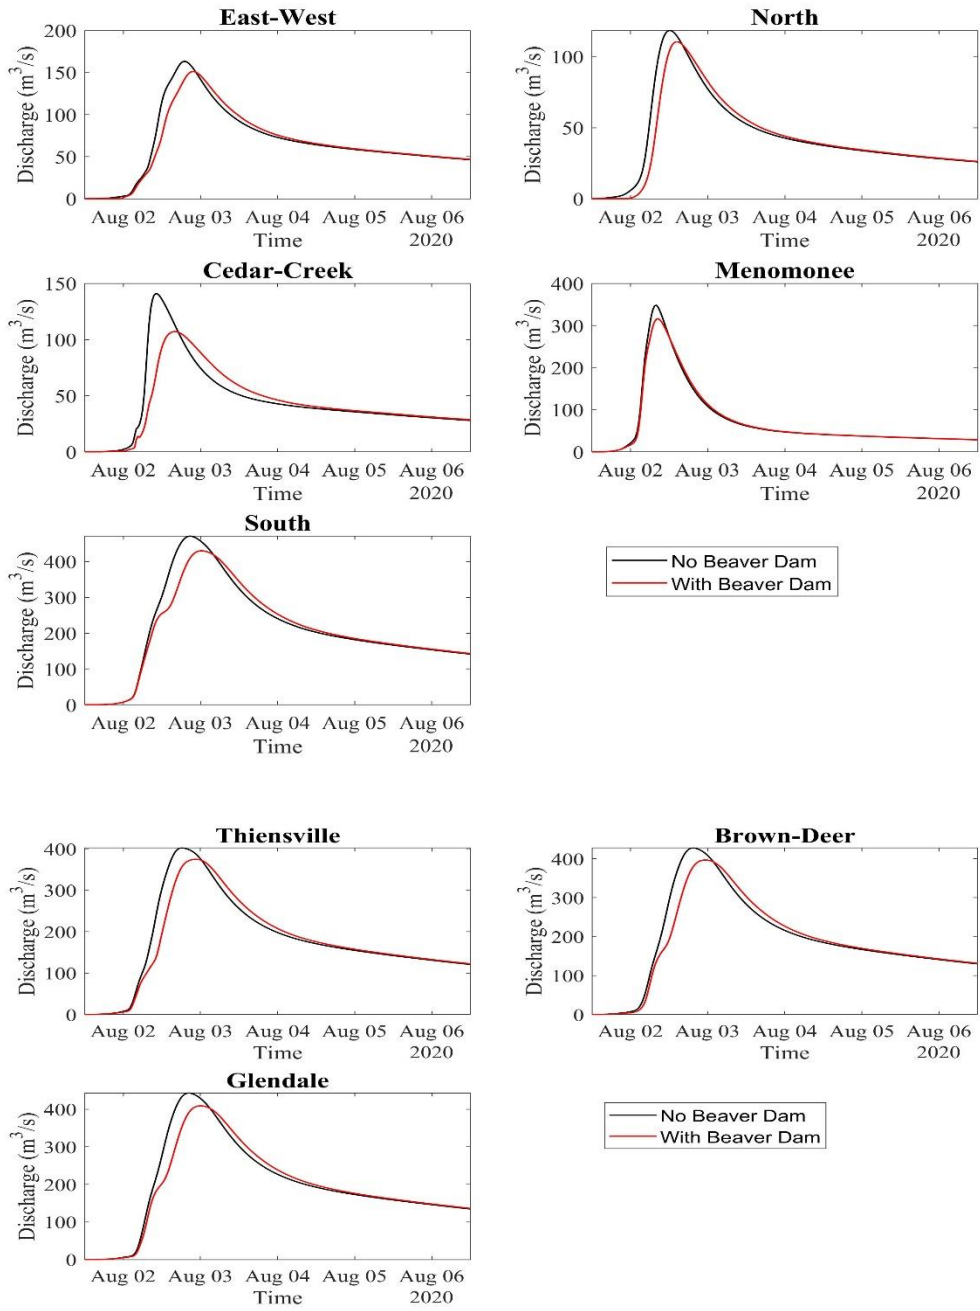 East-West
Discharge (m³/s)
200
150
100
50
0
Aug 02 Aug 03 Aug 04 Aug 05 Aug 06
Time
2020
North
Discharge (m³/s)
100
50
0
Aug 02 Aug 03 Aug 04 Aug 05 Aug 06
Time
2020
Cedar-Creek
Discharge (m³/s)
150
100
50
0
Aug 02 Aug 03 Aug 04 Aug 05 Aug 06
Time
2020
Menomonee
Discharge (m³/s)
400
300
200
100
0
Aug 02 Aug 03 Aug 04 Aug 05 Aug 06
Time
2020
South
Discharge (m³/s)
400
300
200
100
0
Aug 02 Aug 03 Aug 04 Aug 05 Aug 06
Time
2020
No Beaver Dam
With Beaver Dam
Thiensville
Discharge (m³/s)
400
300
200
100
0
Aug 02 Aug 03 Aug 04 Aug 05 Aug 06
Time
2020
Brown-Deer
Discharge (m³/s)
400
300
200
100
0
Aug 02 Aug 03 Aug 04 Aug 05 Aug 06
Time
2020
Glendale
Discharge (m³/s)
400
300
200
100
0
Aug 02 Aug 03 Aug 04 Aug 05 Aug 06
Time
2020
No Beaver Dam
With Beaver Dam